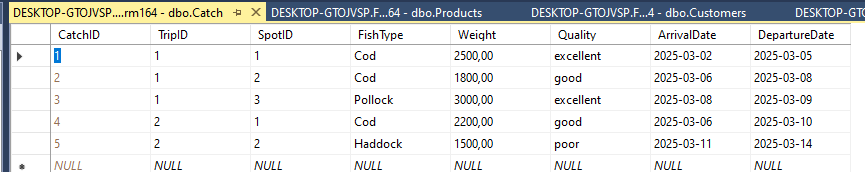 DESKTOP-GTOJVSP....rm164 - dbo.Catch DESKTOP-GTOJVSP.F...64 - dbo.Products DESKTOP-GTOJVSP.F...4 - dbo.Customers DESKTOP-GTOJVSP.F
CatchID TripID SpotID FishType Weight Quality ArrivalDate DepartureDate
1 1 1 Cod 2500,00 excellent 2025-03-02 2025-03-05
2 1 2 Cod 1800,00 good 2025-03-06 2025-03-08
3 1 3 Pollock 3000,00 excellent 2025-03-08 2025-03-09
4 2 1 Cod 2200,00 good 2025-03-06 2025-03-10
5 2 2 Haddock 1500,00 poor 2025-03-11 2025-03-14
NULL NULL NULL NULL NULL NULL NULL NULL